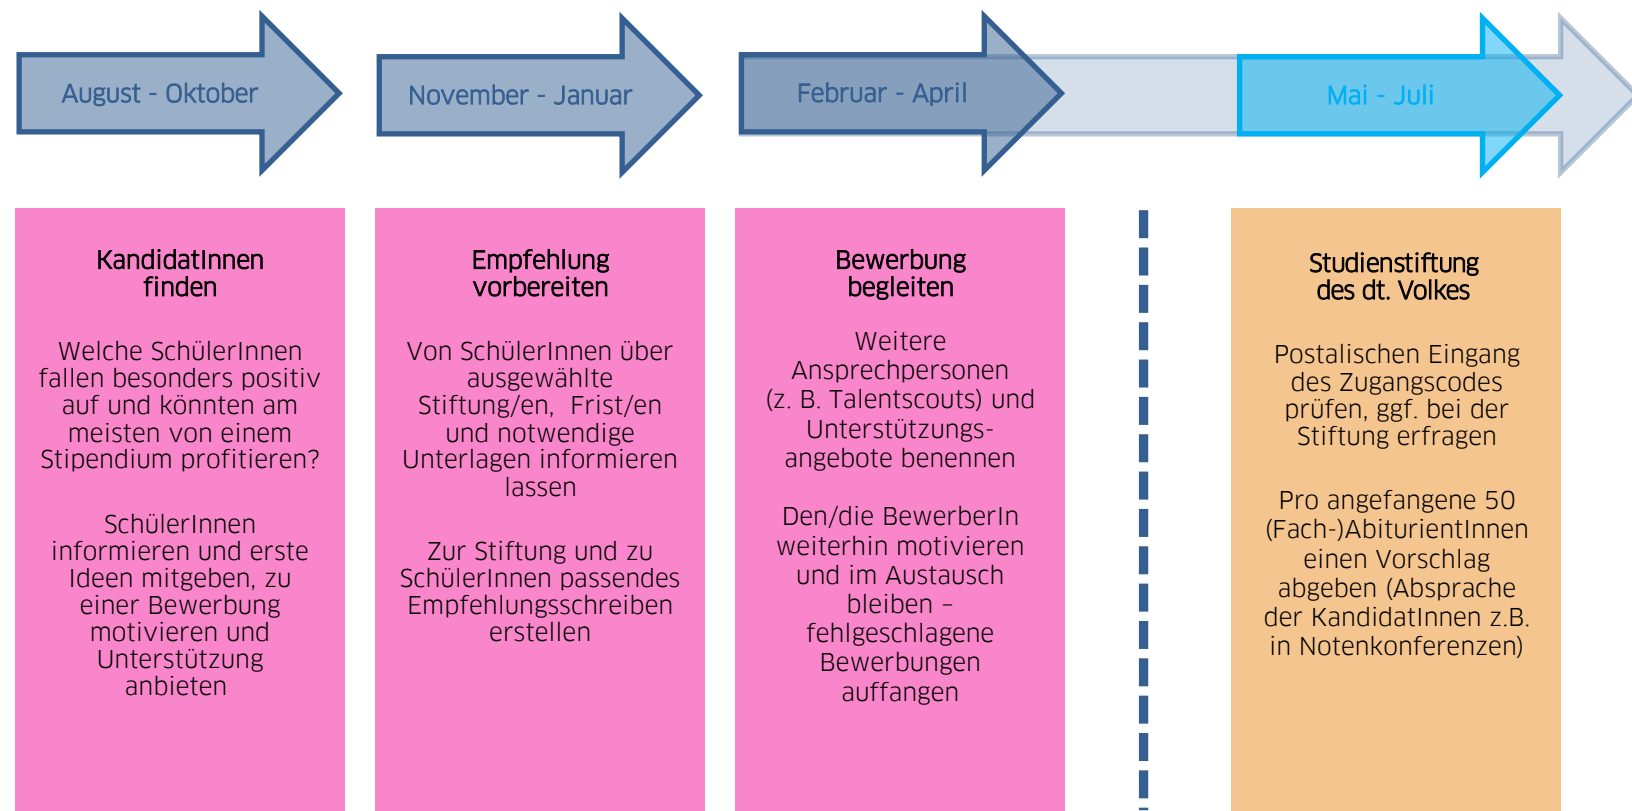 August - Oktober
November - Januar
Februar - April
Mai - Juli
KandidatInnen
finden
Welche SchülerInnen
fallen besonders positiv
auf und könnten am
meisten von einem
Stipendium profitieren?
SchülerInnen
informieren und erste
Ideen mitgeben, zu
einer Bewerbung
motivieren und
Unterstützung
anbieten
Empfehlung
vorbereiten
Von SchülerInnen über
ausgewählte
Stiftung/en, Frist/en
und notwendige
Unterlagen informieren
lassen
Zur Stiftung und zu
SchülerInnen passendes
Empfehlungsschreiben
erstellen
Bewerbung
begleiten
Weitere
Ansprechpersonen
(z. B. Talentscouts) und
Unterstützungs-
angebote benennen
Den/die BewerberIn
weiterhin motivieren
und im Austausch
bleiben –
fehlgeschlagene
Bewerbungen
auffangen
Studienstiftung
des dt. Volkes
Postalischen Eingang
des Zugangscodes
prüfen, ggf. bei der
Stiftung erfragen
Pro angefangene 50
(Fach-)AbiturientInnen
einen Vorschlag
abgeben (Absprache
der KandidatInnen z.B.
in Notenkonferenzen)